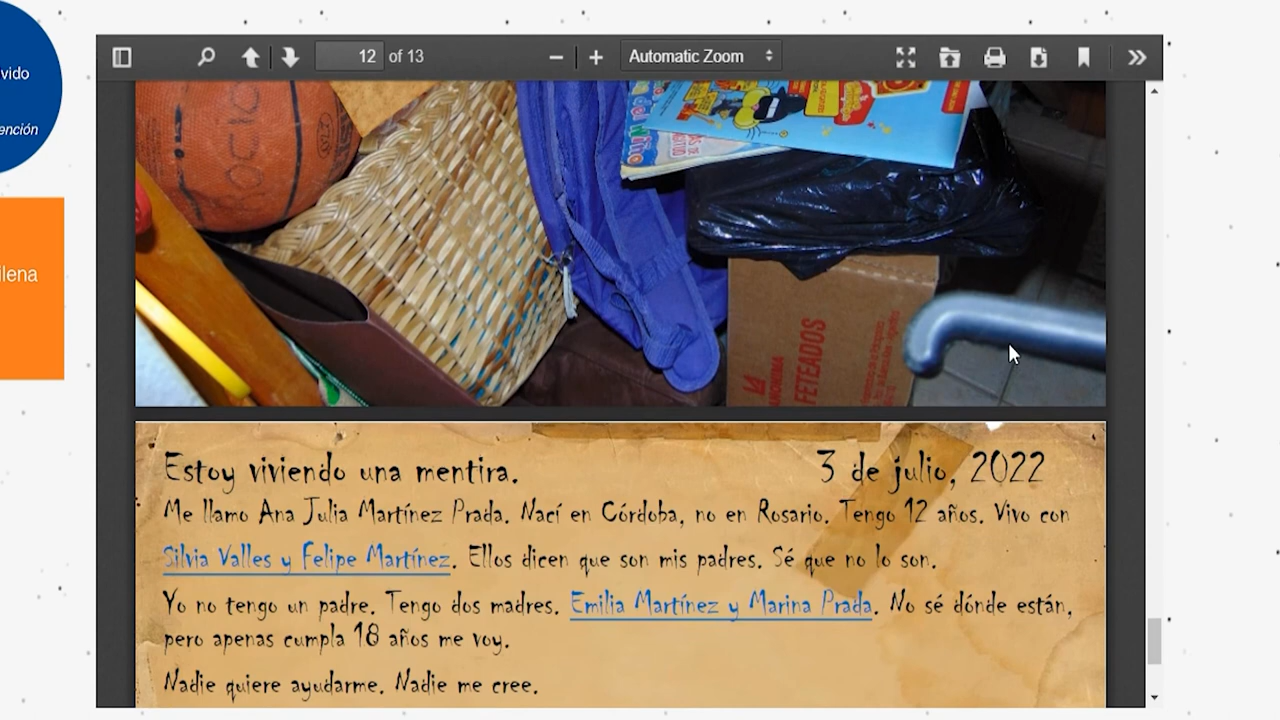 vido
ención
ilena
12 of 13
Automatic Zoom
LA
ANONIMA
FETEADOS
Estoy viviendo una mentira. 3 de julio, 2022
Me llamo Ana Julia Martínez Prada. Nací en Córdoba, no en Rosario. Tengo 12 años. Vivo con
Silvia Valles y Felipe Martínez. Ellos dicen que son mis padres. Sé que no lo son.
Yo no tengo un padre. Tengo dos madres. Emilia Martínez y Marina Prada. No sé dónde están,
pero apenas cumpla 18 años me voy.
Nadie quiere ayudarme. Nadie me cree.